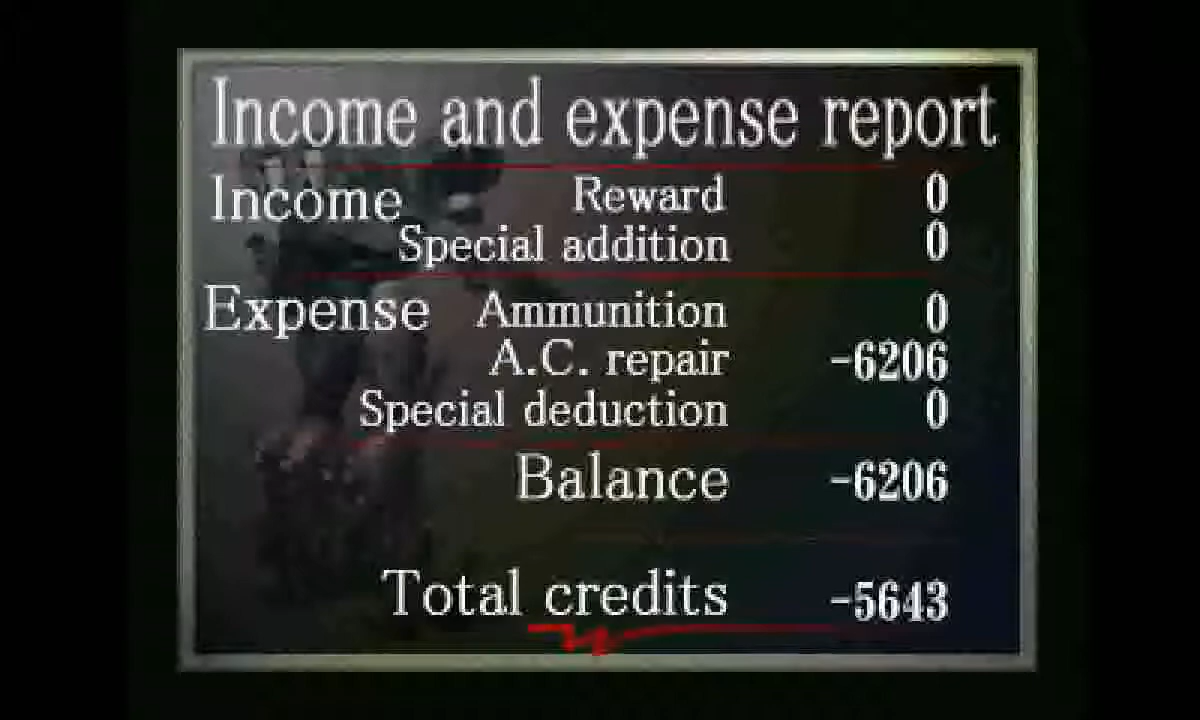 Income and expense report
Income Reward 0
Special addition 0
Expense Ammunition 0
A.C. repair -6206
Special deduction 0
Balance -6206
Total credits -5643